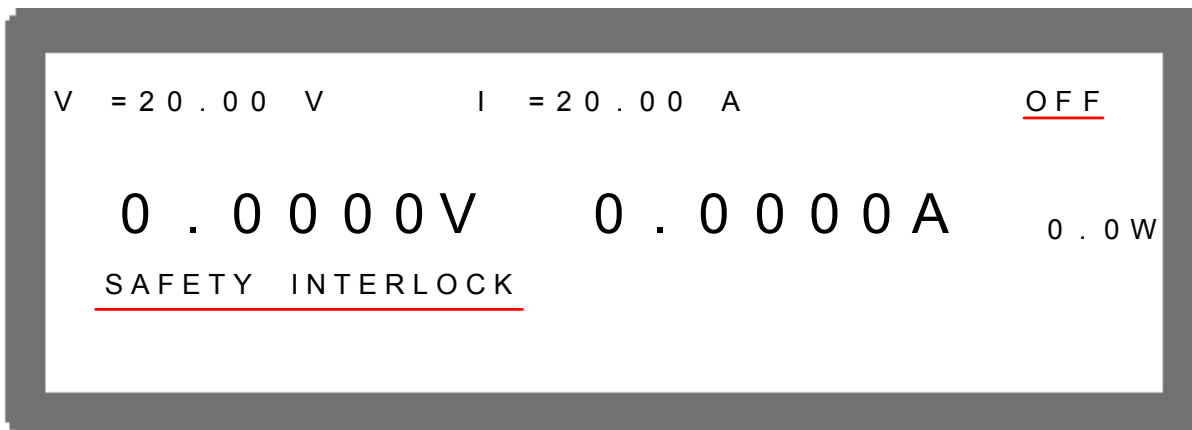 V =20.00 V I =20.00 A OFF
0.0000V 0.0000A 0.0W
SAFETY INTERLOCK